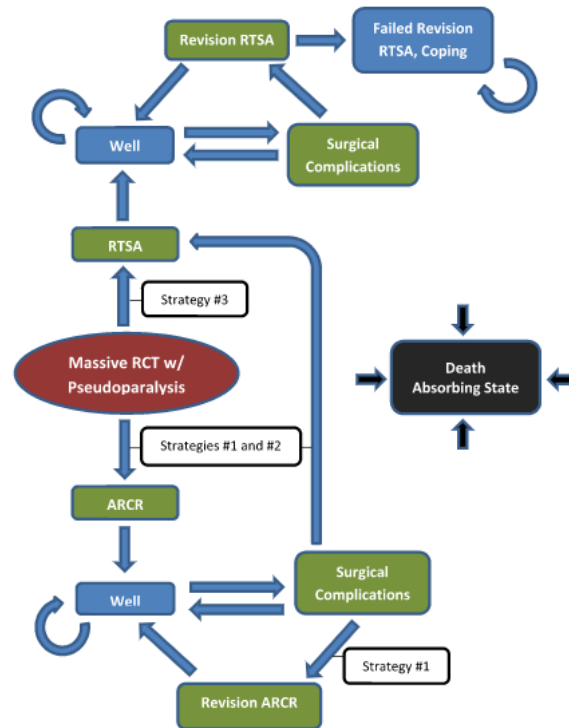 Revision RTSA
Failed Revision
RTSA, Coping
Well
Surgical
Complications
RTSA
Strategy #3
Massive RCT w/
Pseudoparalysis
Death
Absorbing State
Strategies #1 and #2
ARCR
Well
Surgical
Complications
Strategy #1
Revision ARCR